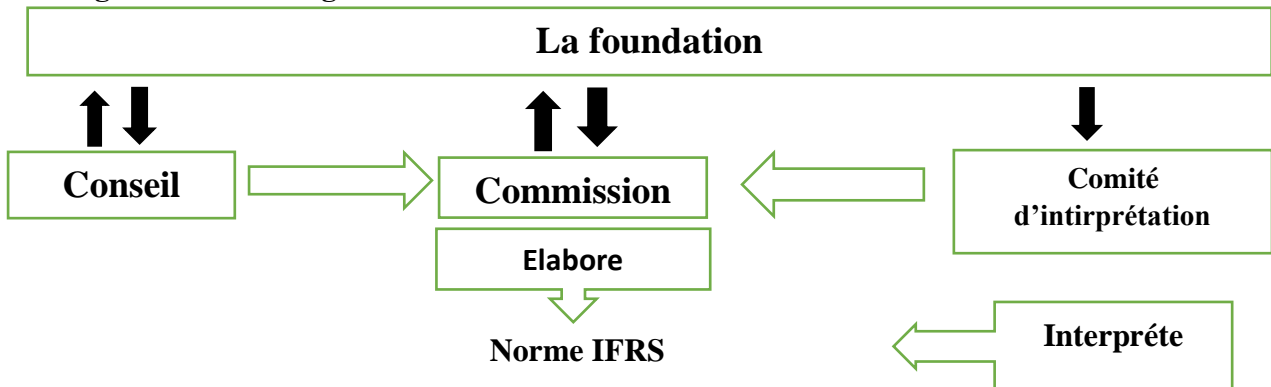 La foundation
Conseil
Commission
Comité
d'intirprétation
Elabore
Norme IFRS
Interpréte